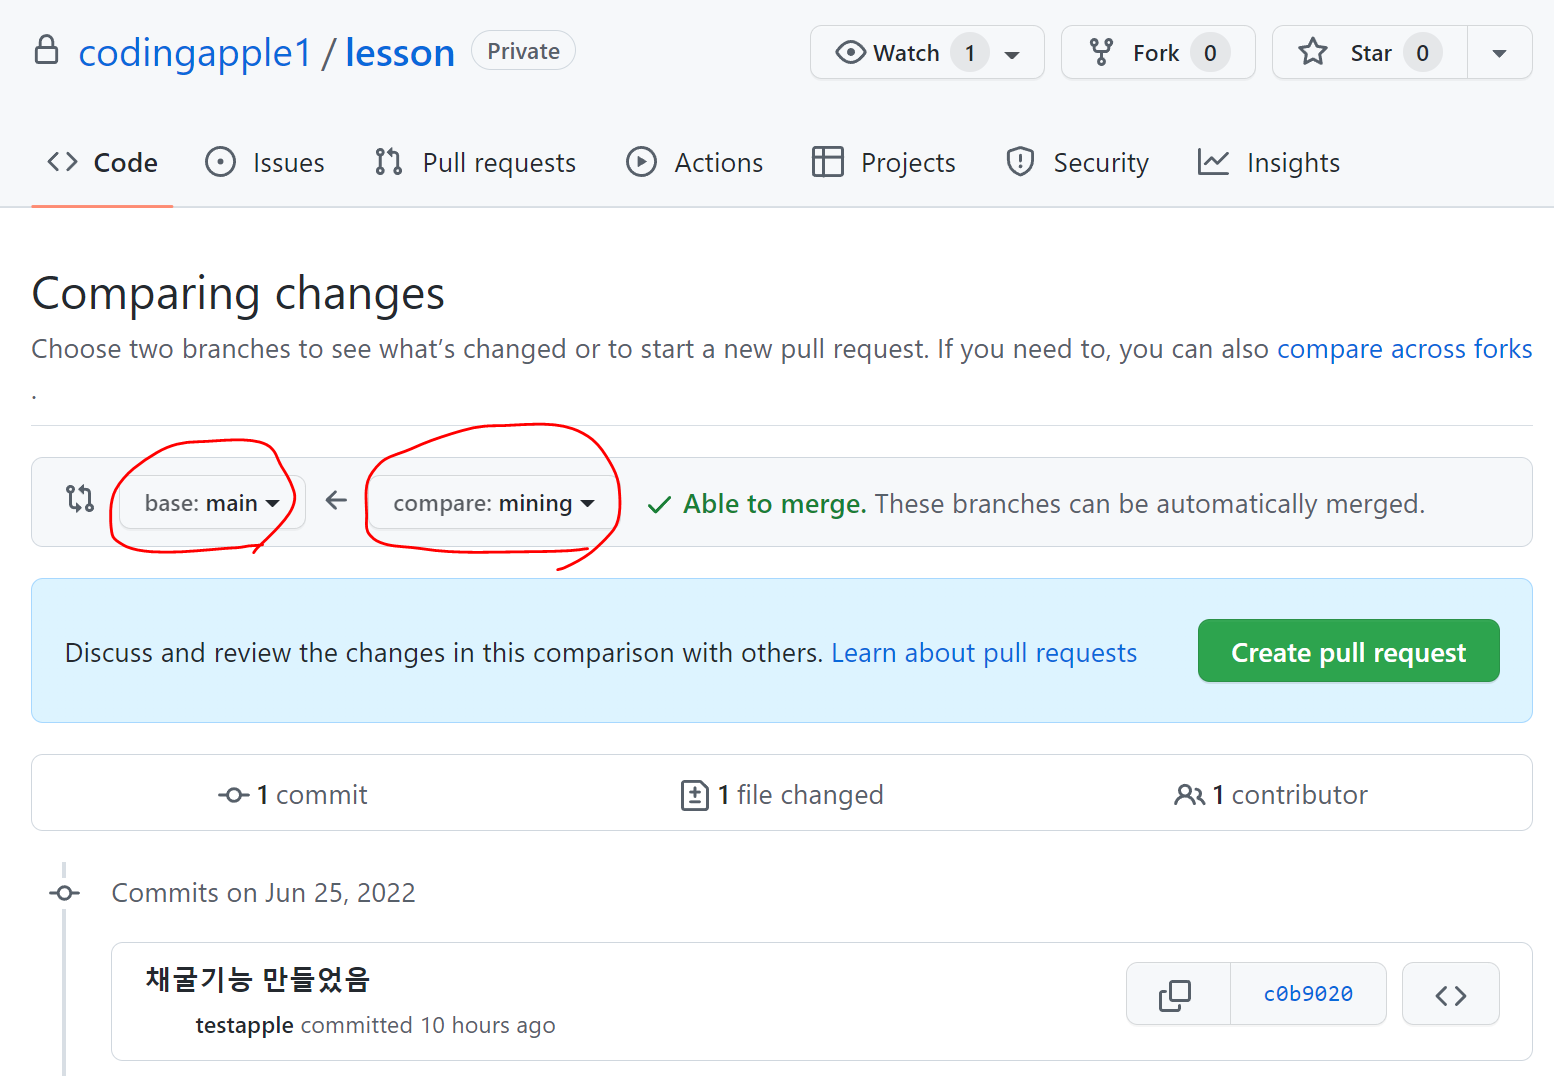 codingapple1 / lesson Private Watch 1 Fork 0 Star 0
Code Issues Pull requests Actions Projects Security Insights
Comparing changes
Choose two branches to see what’s changed or to start a new pull request. If you need to, you can also compare across forks
.
base: main compare: mining Able to merge. These branches can be automatically merged.
Discuss and review the changes in this comparison with others. Learn about pull requests Create pull request
1 commit 1 file changed 1 contributor
Commits on Jun 25, 2022
채굴기능 만들었음
c0b9020
testapple committed 10 hours ago